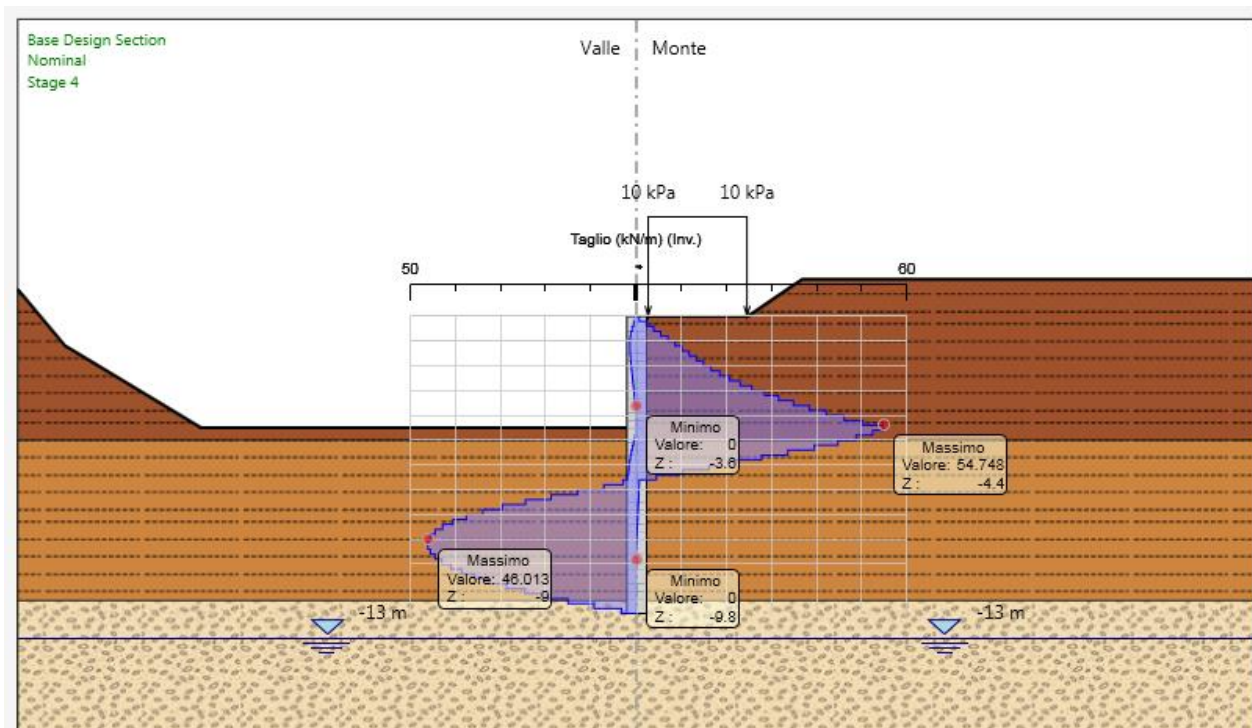 Base Design Section
Nominal
Stage 4
Valle
Monte
10 kPa
10 kPa
Taglio (kN/m) (Inv.)
50
60
Minimo
Valore: 0
Z : -3.6
Massimo
Valore: 54.748
Z : -4.4
Massimo
Valore: 46.013
Z : -9
Minimo
Valore: 0
Z : -9.8
-13 m
-13 m